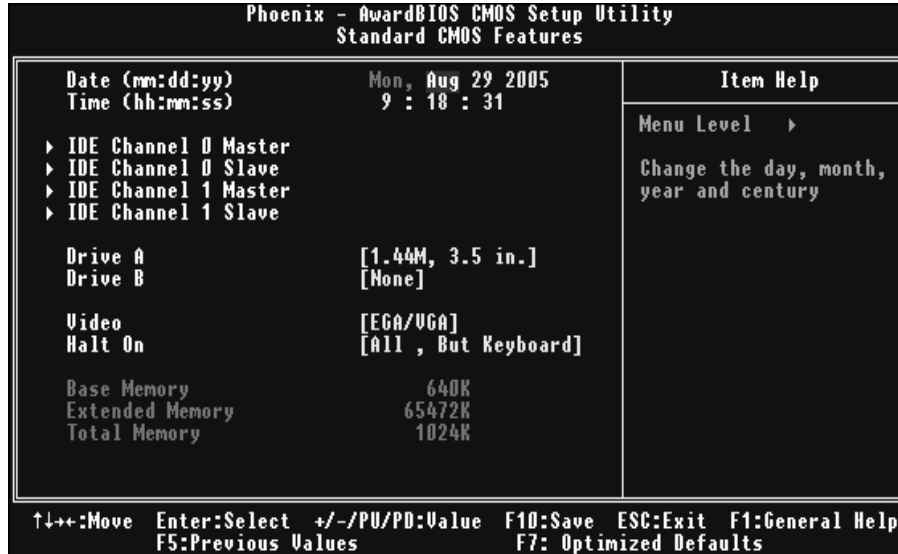 Phoenix - AwardBIOS CMOS Setup Utility
Standard CMOS Features
Date (mm:dd:yy) Mon, Aug 29 2005
Time (hh:mm:ss) 9 : 18 : 31
IDE Channel 0 Master
IDE Channel 0 Slave
IDE Channel 1 Master
IDE Channel 1 Slave
Drive A [1.44M, 3.5 in.]
Drive B [None]
Video [EGA/VGA]
Halt On [All , But Keyboard]
Base Memory 640K
Extended Memory 65472K
Total Memory 1024K
Item Help
Menu Level
Change the day, month,
year and century
↑↓→←:Move Enter:Select +/-/PU/PD:Value F10:Save ESC:Exit F1:General Help
F5:Previous Values F7: Optimized Defaults